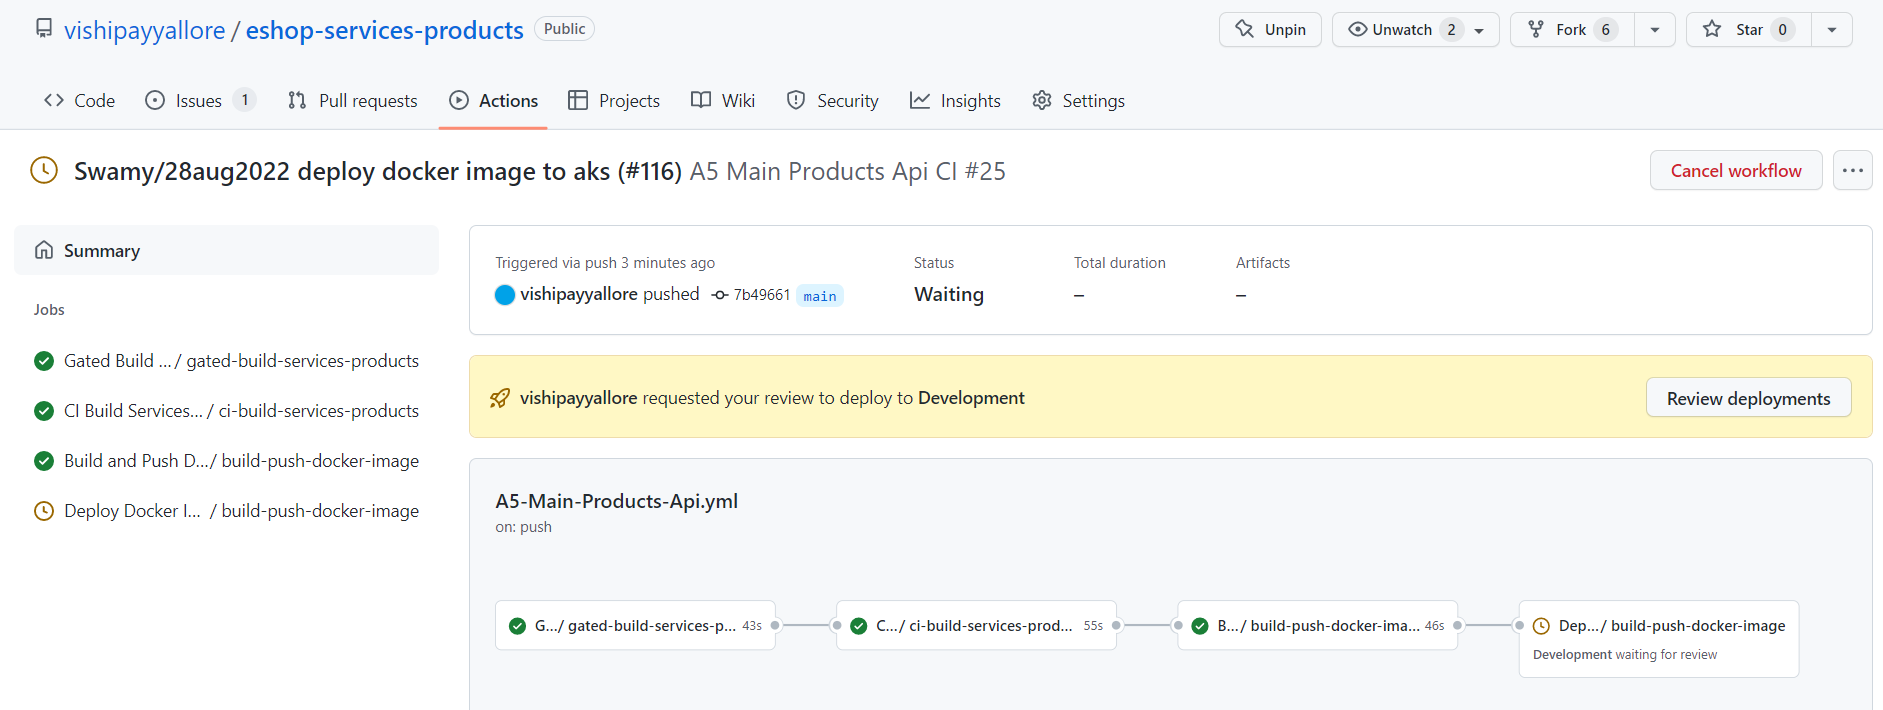 vishipayyallore / eshop-services-products Public Unpin Unwatch 2 Fork 6 Star 0
Code Issues 1 Pull requests Actions Projects Wiki Security Insights Settings
Swamy/28aug2022 deploy docker image to aks (#116) A5 Main Products Api CI #25 Cancel workflow
Summary
Jobs
Gated Build ... / gated-build-services-products
CI Build Services... / ci-build-services-products
Build and Push D.../ build-push-docker-image
Deploy Docker I... / build-push-docker-image
Triggered via push 3 minutes ago Status Total duration Artifacts
vishipayyallore pushed 7b49661 main Waiting – –
vishipayyallore requested your review to deploy to Development Review deployments
A5-Main-Products-Api.yml
on: push
G.../ gated-build-services-p... 43s C.../ ci-build-services-prod... 55s B.../ build-push-docker-ima... 46s Dep.../ build-push-docker-image
Development waiting for review